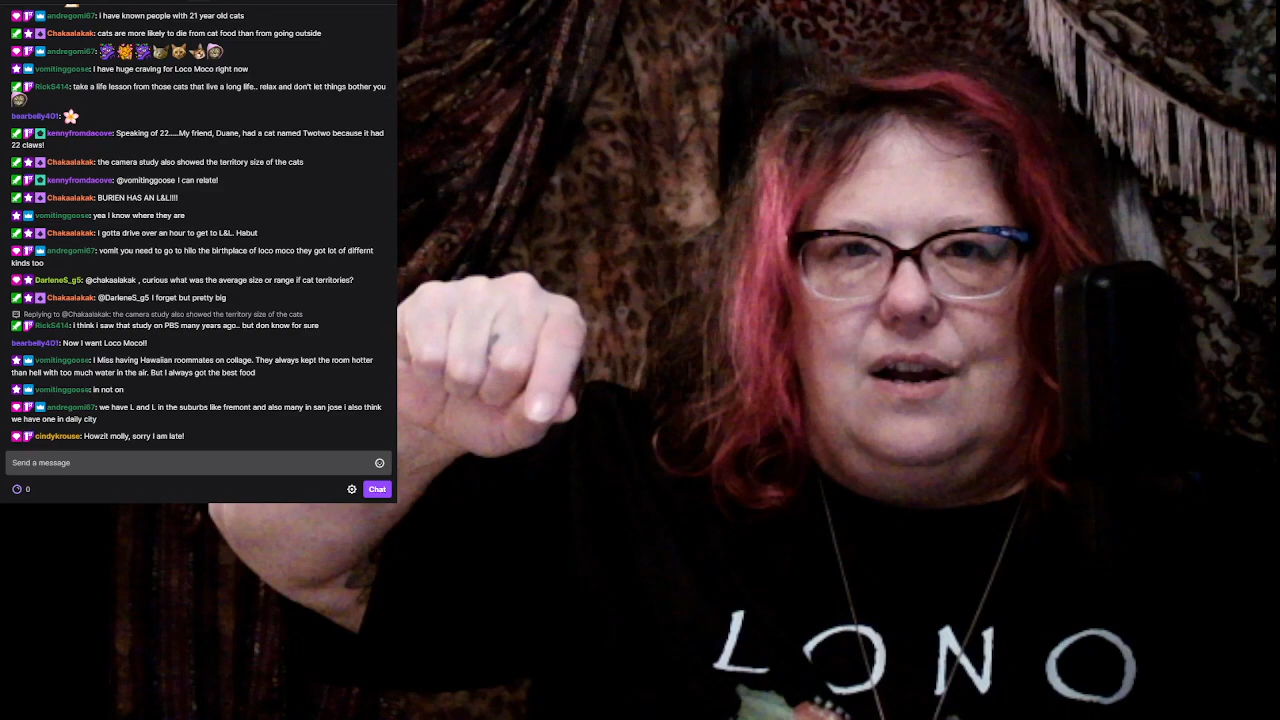 andregomi67: i have known people with 21 year old cats
Chakaalakak: cats are more likely to die from cat food than from going outside
andregomi67:
vomitinggoose: I have huge craving for Loco Moco right now
RickS414: take a life lesson from those cats that live a long life.. relax and don't let things bother you
bearbelly401:
kennyfromdacove: Speaking of 22.....My friend, Duane, had a cat named Twotwo because it had
22 claws!
Chakaalakak: the camera study also showed the territory size of the cats
kennyfromdacove: @vomitinggoose I can relate!
Chakaalakak: BURIEN HAS AN L&L!!!!
vomitinggoose: yea I know where they are
Chakaalakak: I gotta drive over an hour to get to L&L. Habut
andregomi67: vomit you need to go to hilo the birthplace of loco moco they got lot of differnt
kinds too
DarleneS_g5: @chakaalakak , curious what was the average size or range if cat territories?
Chakaalakak: @DarleneS_g5 I forget but pretty big
Replying to @Chakaalakak: the camera study also showed the territory size of the cats
RickS414: i think i saw that study on PBS many years ago.. but don know for sure
bearbelly401: Now I want Loco Moco!!
vomitinggoose: I Miss having Hawaiian roommates on collage. They always kept the room hotter
than hell with too much water in the air. But I always got the best food
vomitinggoose: in not on
andregomi67: we have L and L in the suburbs like fremont and also many in san jose i also think
we have one in daily city
cindykrouse: Howzit molly, sorry I am late!
Send a message
0
Chat
LONO